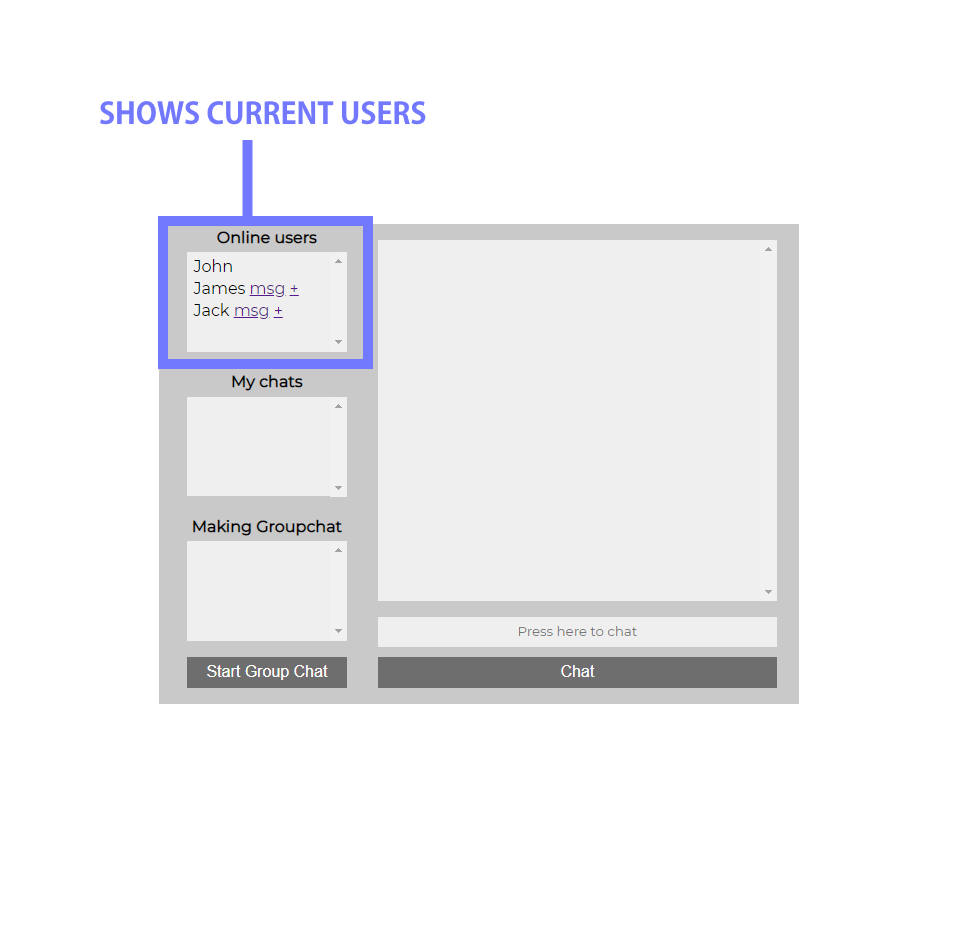 SHOWS CURRENT USERS
Online users
John
James msg +
Jack msg +
My chats
Making Groupchat
Start Group Chat
Press here to chat
Chat